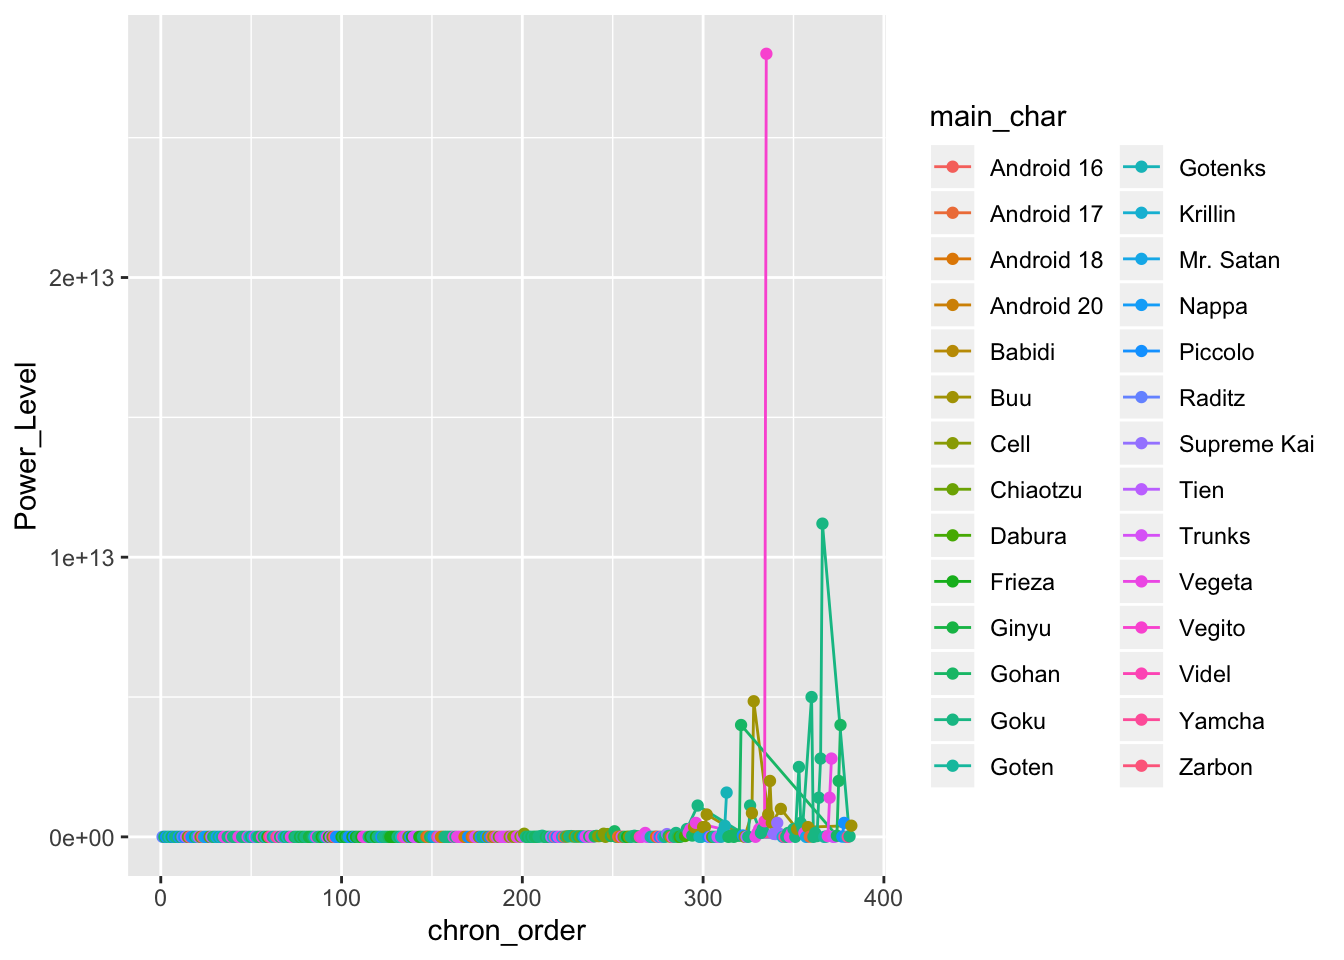 main_char
2e+13
1e+13
0e+00
Power_Level
0
100
200
300
400
chron_order
Android 16
Android 17
Android 18
Android 20
Babidi
Buu
Cell
Chiaotzu
Dabura
Frieza
Ginyu
Gohan
Goku
Goten
Gotenks
Krillin
Mr. Satan
Nappa
Piccolo
Raditz
Supreme Kai
Tien
Trunks
Vegeta
Vegito
Videl
Yamcha
Zarbon